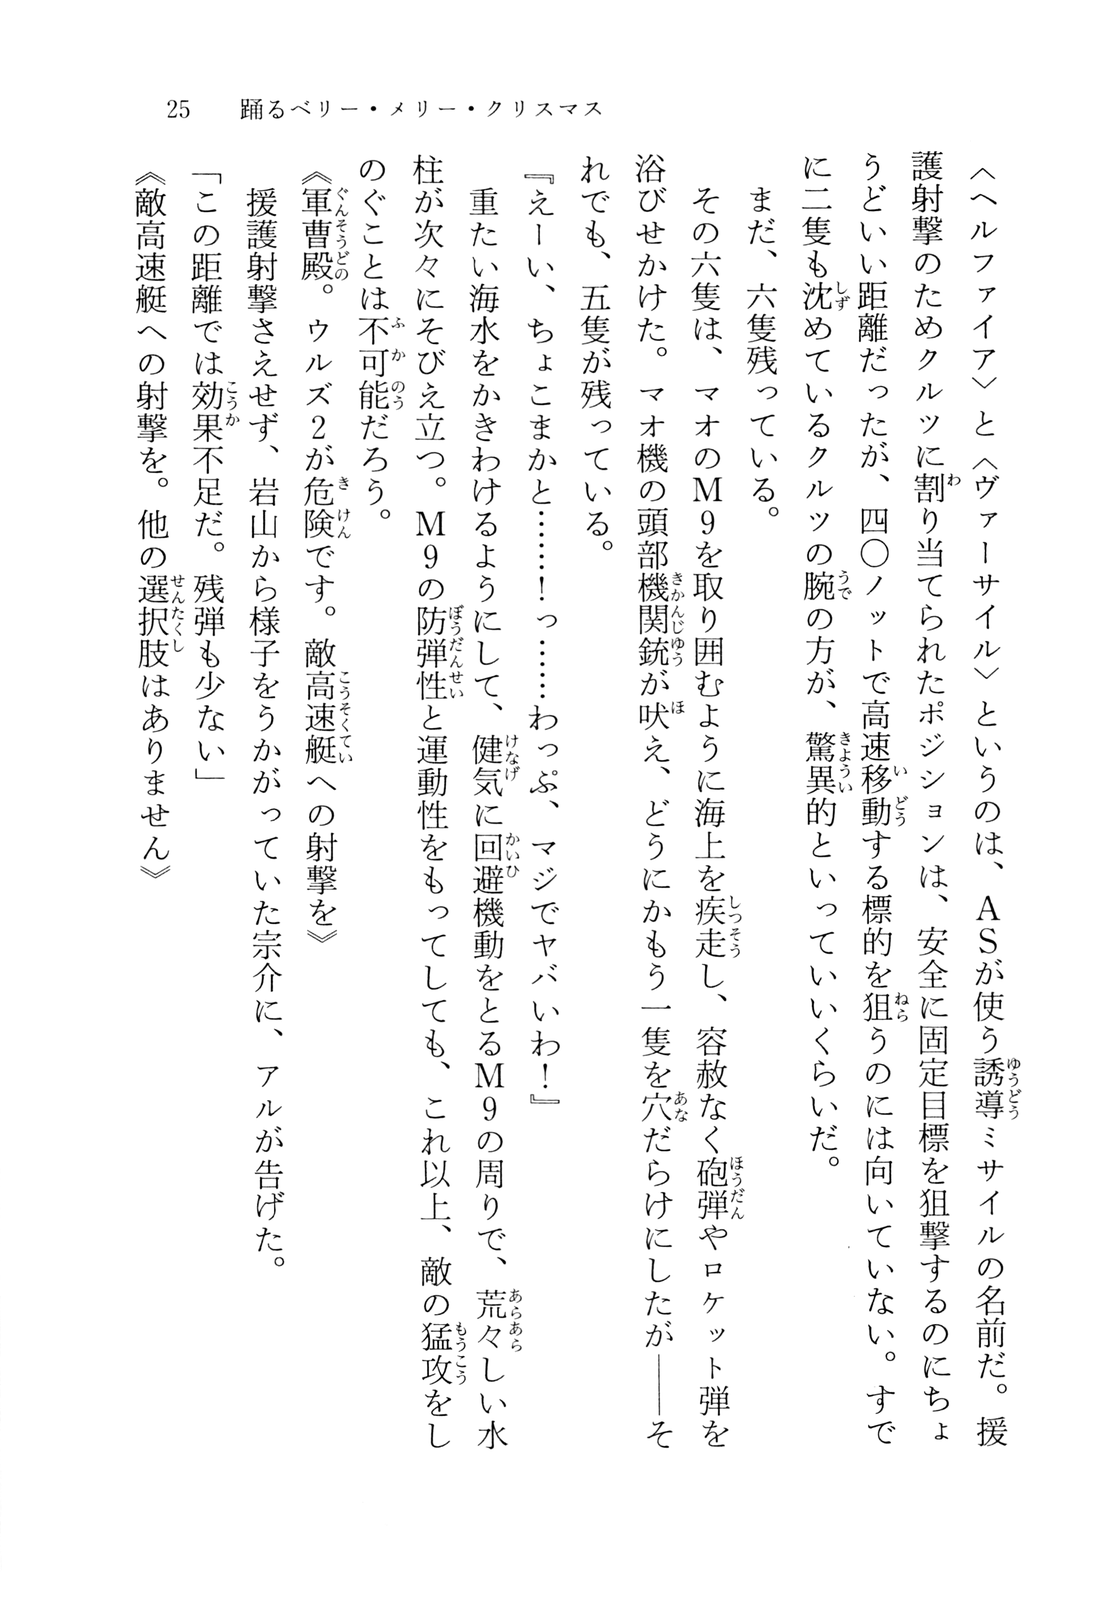 25　踊るベリー・メリー・クリスマス
〈ヘルファイア〉と〈ヴァーサイル〉というのは、ASが使う誘導ミサイルの名前だ。援
護射撃のためクルツに割り当てられたポジションは、安全に固定目標を狙撃するのにちょ
うどいい距離だったが、四〇ノットで高速移動する標的を狙うのには向いていない。すで
に二隻も沈めているクルツの腕の方が、驚異的といっていいくらいだ。
まだ、六隻残っている。
その六隻は、マオのM9を取り囲むように海上を疾走し、容赦なく砲弾やロケット弾を
浴びせかけた。マオ機の頭部機関銃が吠え、どうにかもう一隻を穴だらけにしたが――そ
れでも、五隻が残っている。
『えーい、ちょこまかと……！っ……わっぷ、マジでヤバいわ！』
重たい海水をかきわけるようにして、健気に回避機動をとるM9の周りで、荒々しい水
柱が次々にそびえ立つ。M9の防弾性と運動性をもってしても、これ以上、敵の猛攻をし
のぐことは不可能だろう。
《軍曹殿。ウルズ2が危険です。敵高速艇への射撃を》
援護射撃さえせず、岩山から様子をうかがっていた宗介に、アルが告げた。
「この距離では効果不足だ。残弾も少ない」
《敵高速艇への射撃を。他の選択肢はありません》